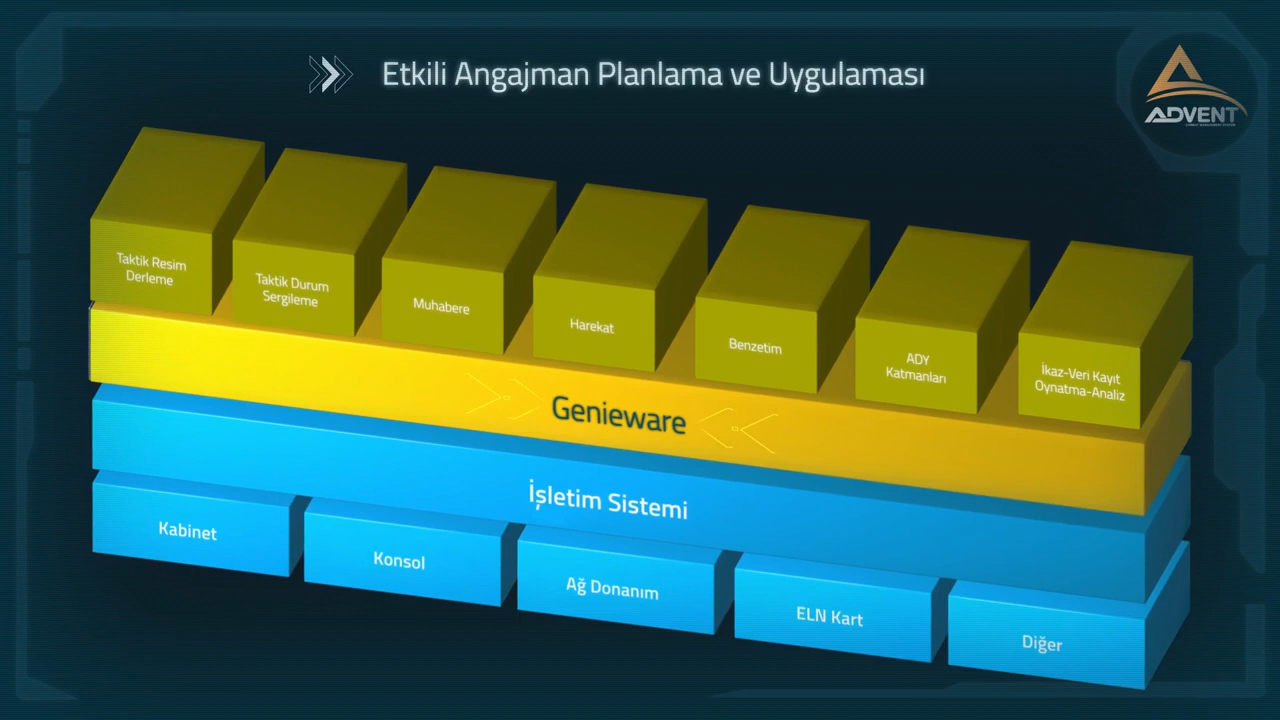 Etkili Angajman Planlama ve Uygulaması
ADVENT
Taktik Resim
Derleme
Taktik Durum
Sergileme
Muhabere
Harekat
Benzetim
ADY
Katmanları
İkaz-Veri Kayıt
Oynatma-Analiz
Genieware
İşletim Sistemi
Kabinet
Konsol
Ağ Donanım
ELN Kart
Diğer